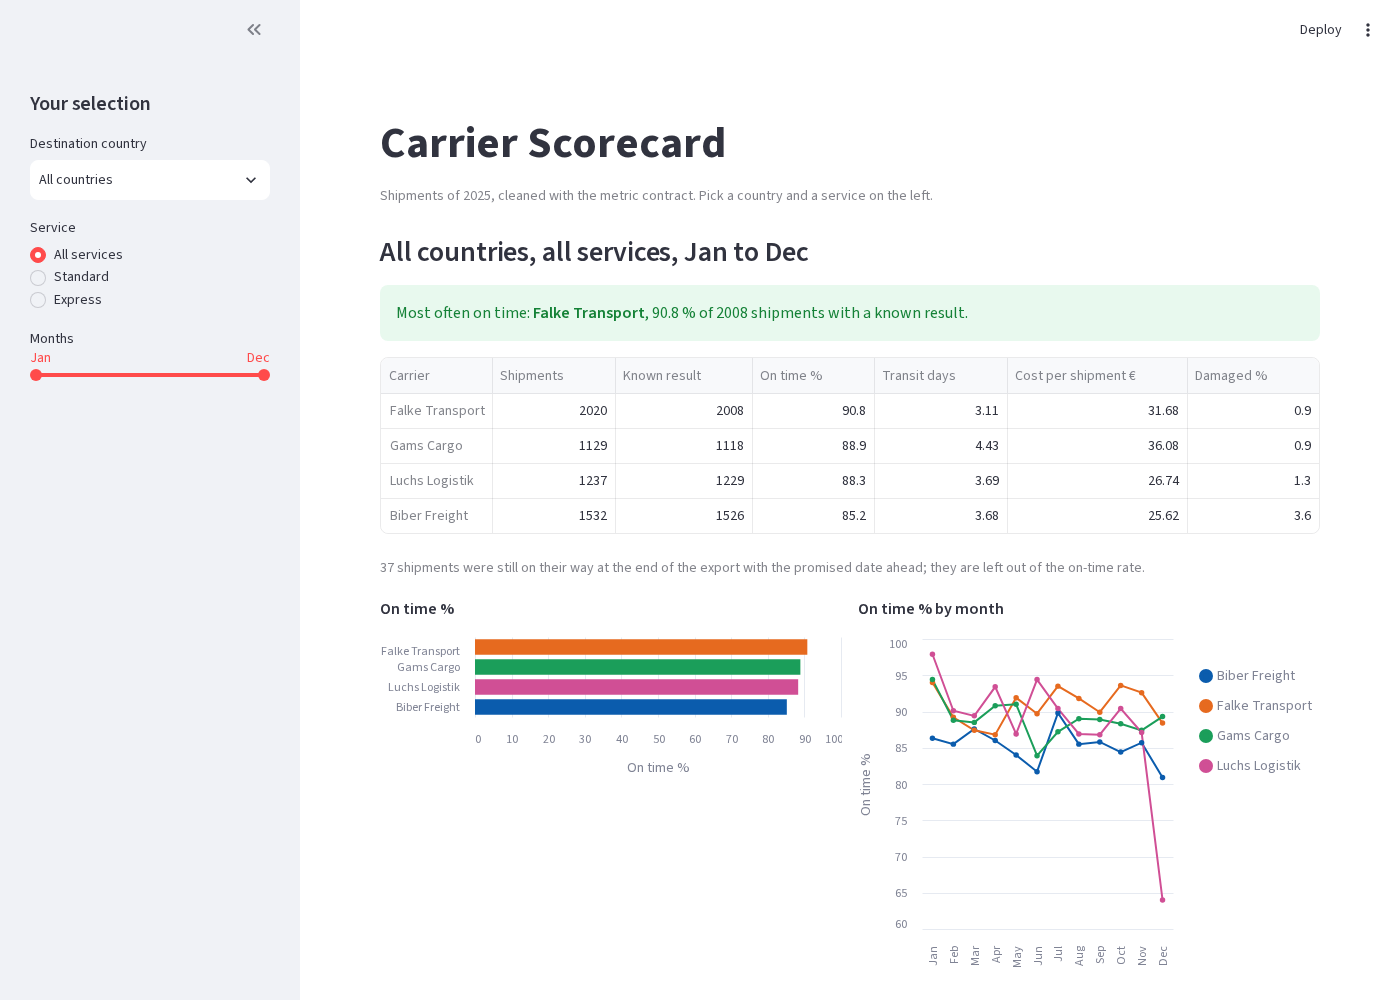 Deploy
Your selection
Destination country
All countries
Service
All services
Standard
Express
Months
Jan Dec
Carrier Scorecard
Shipments of 2025, cleaned with the metric contract. Pick a country and a service on the left.
All countries, all services, Jan to Dec
Most often on time: Falke Transport, 90.8 % of 2008 shipments with a known result.
Carrier Shipments Known result On time % Transit days Cost per shipment € Damaged %
Falke Transport 2020 2008 90.8 3.11 31.68 0.9
Gams Cargo 1129 1118 88.9 4.43 36.08 0.9
Luchs Logistik 1237 1229 88.3 3.69 26.74 1.3
Biber Freight 1532 1526 85.2 3.68 25.62 3.6
37 shipments were still on their way at the end of the export with the promised date ahead; they are left out of the on-time rate.
On time %
Falke Transport
Gams Cargo
Luchs Logistik
Biber Freight
0 10 20 30 40 50 60 70 80 90 100
On time %
On time % by month
100
95
90
85
80
75
70
65
60
On time %
Jan Feb Mar Apr May Jun Jul Aug Sep Oct Nov Dec
Biber Freight
Falke Transport
Gams Cargo
Luchs Logistik